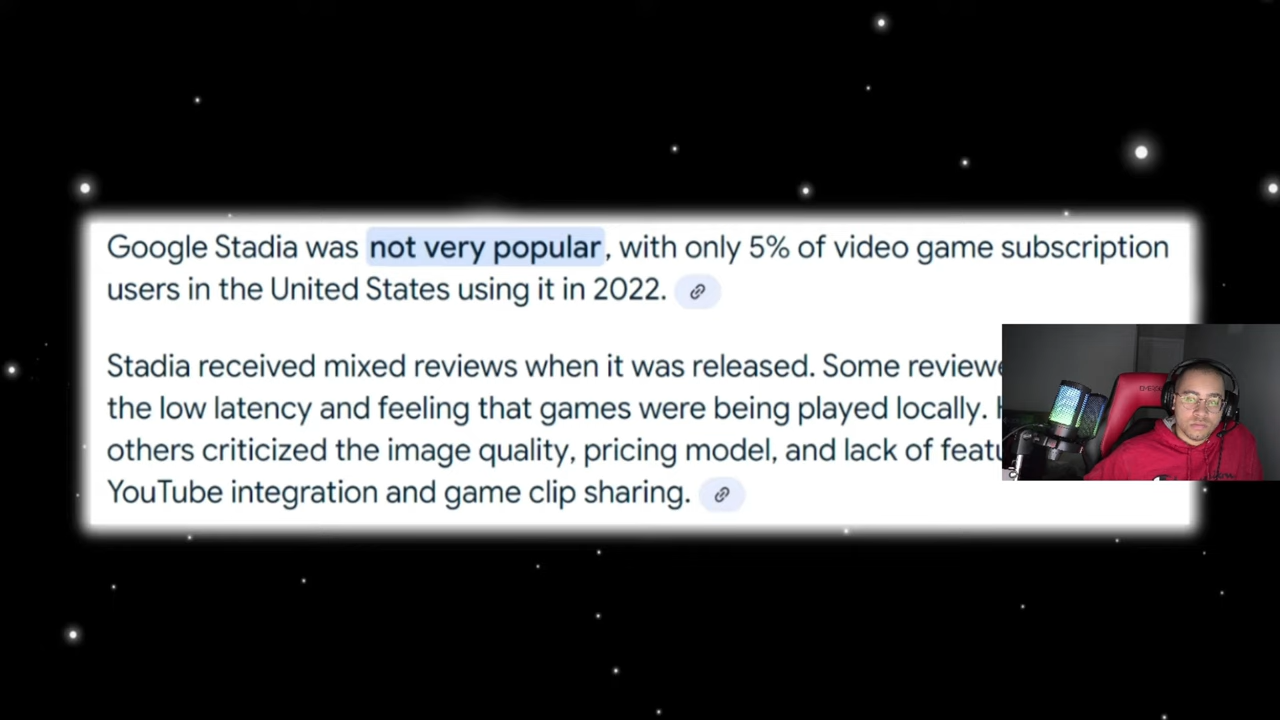 Google Stadia was not very popular, with only 5% of video game subscription
users in the United States using it in 2022.
Stadia received mixed reviews when it was released. Some
the low latency and feeling that games were being played locally.
others criticized the image quality, pricing model, and lack of
YouTube integration and game clip sharing.